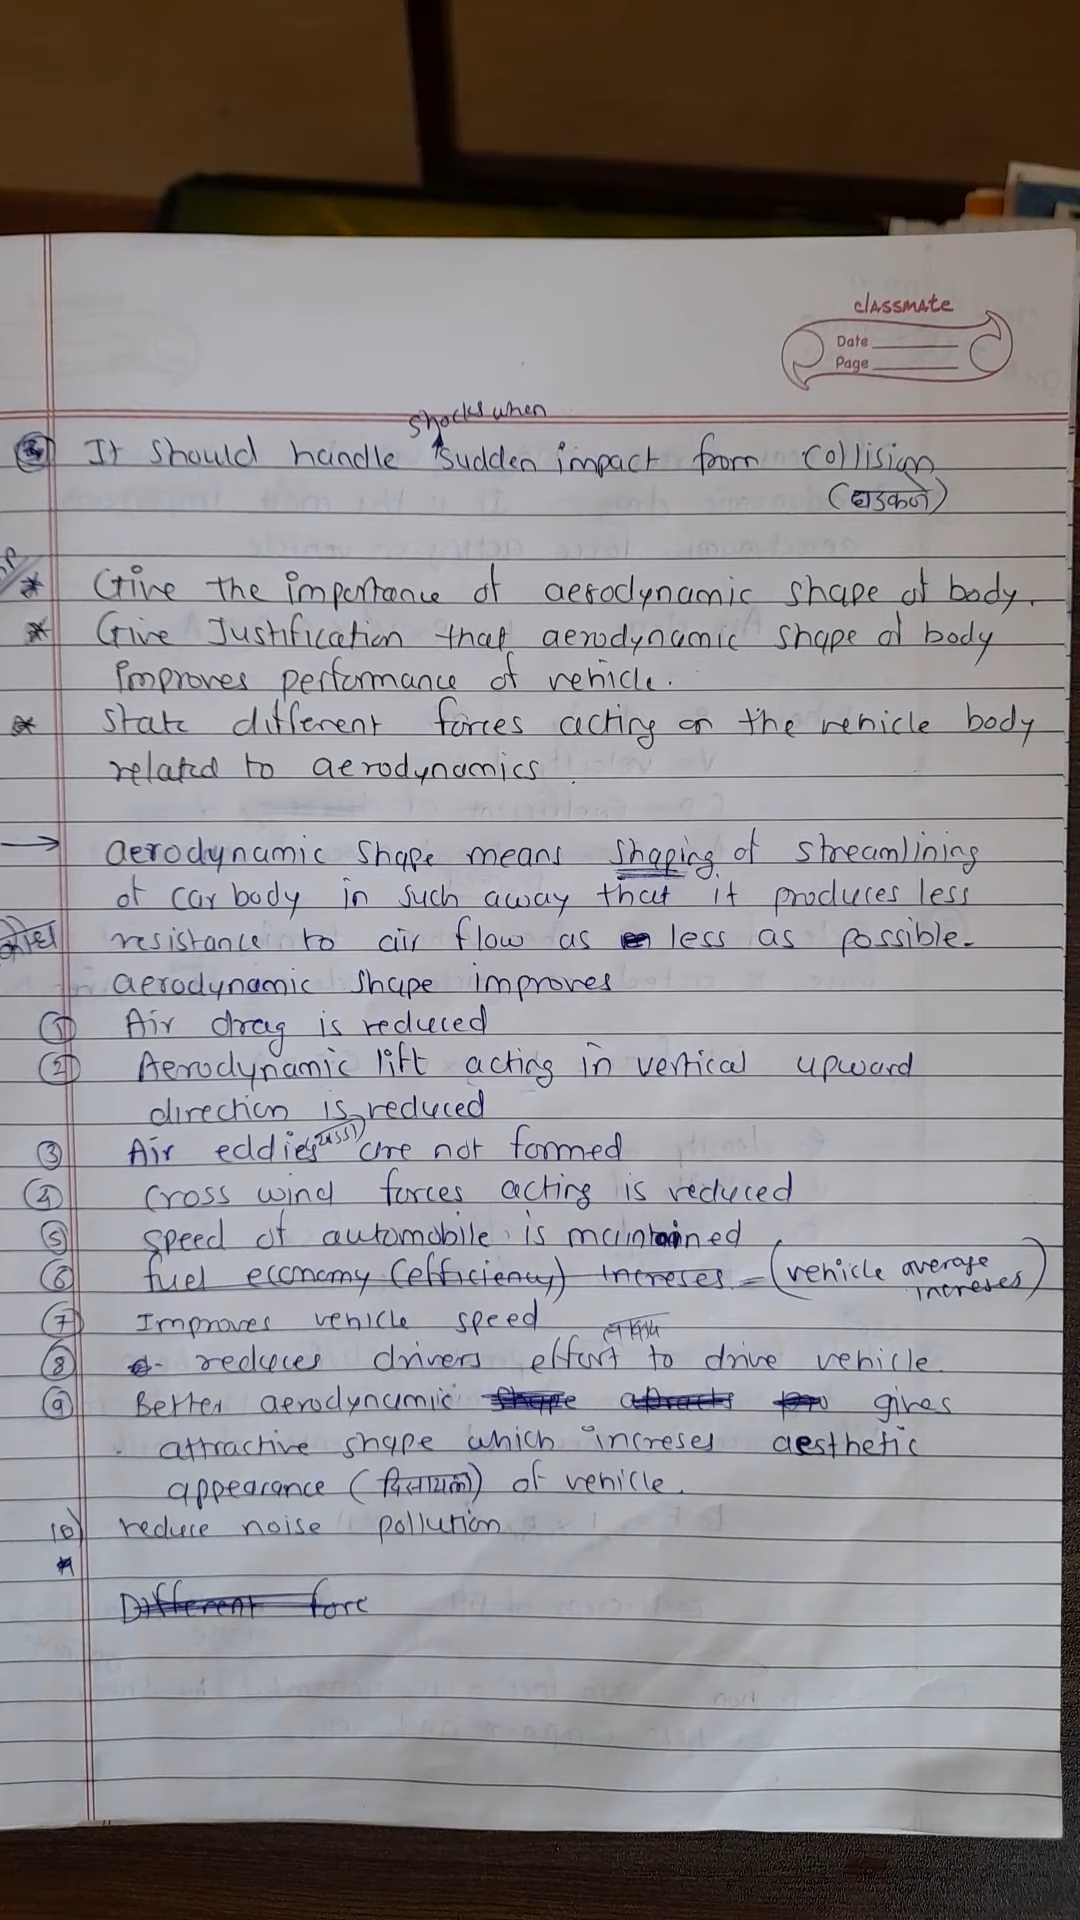 classmate
Date
Page
shocks when
③ It should handle sudden impact from collision
(धडकने)
* Give the importance of aerodynamic shape of body.
* Give Justification that aerodynamic shape of body
improves performance of vehicle.
* State different forces acting on the vehicle body
related to aerodynamics.
→ aerodynamic shape means shaping of streamlining
of car body in such away that it produces less
resistance to air flow as less as possible.
aerodynamic shape improves
① Air drag is reduced
② Aerodynamic lift acting in vertical upward
direction is reduced
③ Air eddies are not formed
④ Cross wind forces acting is reduced
⑤ speed of automobile is maintained
⑥ fuel economy (efficiency) increses = (vehicle average
increses)
⑦ Improves vehicle speed
⑧ reduces drivers effort to drive vehicle.
⑨ Better aerodynamic gives
attractive shape which increses aesthetic
appearance of vehicle.
10) reduce noise pollution
*
Different forc